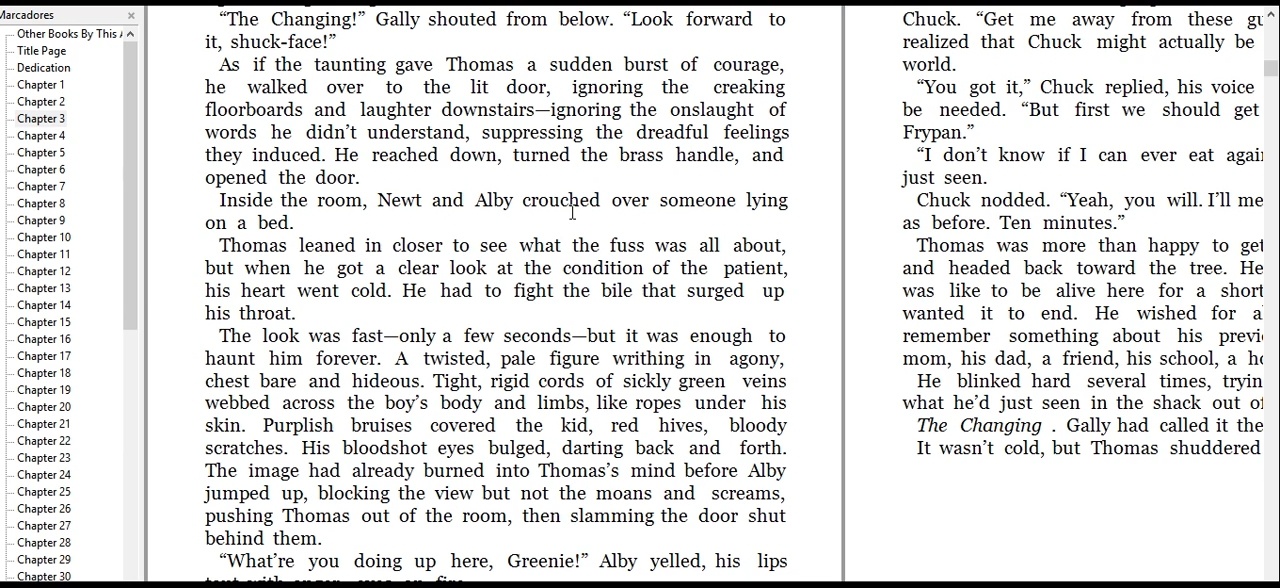 Marcadores
Other Books By This A
Title Page
Dedication
Chapter 1
Chapter 2
Chapter 3
Chapter 4
Chapter 5
Chapter 6
Chapter 7
Chapter 8
Chapter 9
Chapter 10
Chapter 11
Chapter 12
Chapter 13
Chapter 14
Chapter 15
Chapter 16
Chapter 17
Chapter 18
Chapter 19
Chapter 20
Chapter 21
Chapter 22
Chapter 23
Chapter 24
Chapter 25
Chapter 26
Chapter 27
Chapter 28
Chapter 29
Chapter 30
“The Changing!” Gally shouted from below. “Look forward to
it, shuck-face!”
As if the taunting gave Thomas a sudden burst of courage,
he walked over to the lit door, ignoring the creaking
floorboards and laughter downstairs—ignoring the onslaught of
words he didn’t understand, suppressing the dreadful feelings
they induced. He reached down, turned the brass handle, and
opened the door.
Inside the room, Newt and Alby crouched over someone lying
on a bed.
Thomas leaned in closer to see what the fuss was all about,
but when he got a clear look at the condition of the patient,
his heart went cold. He had to fight the bile that surged up
his throat.
The look was fast—only a few seconds—but it was enough to
haunt him forever. A twisted, pale figure writhing in agony,
chest bare and hideous. Tight, rigid cords of sickly green veins
webbed across the boy’s body and limbs, like ropes under his
skin. Purplish bruises covered the kid, red hives, bloody
scratches. His bloodshot eyes bulged, darting back and forth.
The image had already burned into Thomas’s mind before Alby
jumped up, blocking the view but not the moans and screams,
pushing Thomas out of the room, then slamming the door shut
behind them.
“What’re you doing up here, Greenie!” Alby yelled, his lips
Chuck. “Get me away from these gu
realized that Chuck might actually be
world.
“You got it,” Chuck replied, his voice
be needed. “But first we should get
Frypan.”
“I don’t know if I can ever eat agai
just seen.
Chuck nodded. “Yeah, you will. I’ll me
as before. Ten minutes.”
Thomas was more than happy to get
and headed back toward the tree. He
was like to be alive here for a short
wanted it to end. He wished for a
remember something about his previ
mom, his dad, a friend, his school, a
He blinked hard several times, tryin
what he’d just seen in the shack out of
The Changing . Gally had called it the
It wasn’t cold, but Thomas shuddered